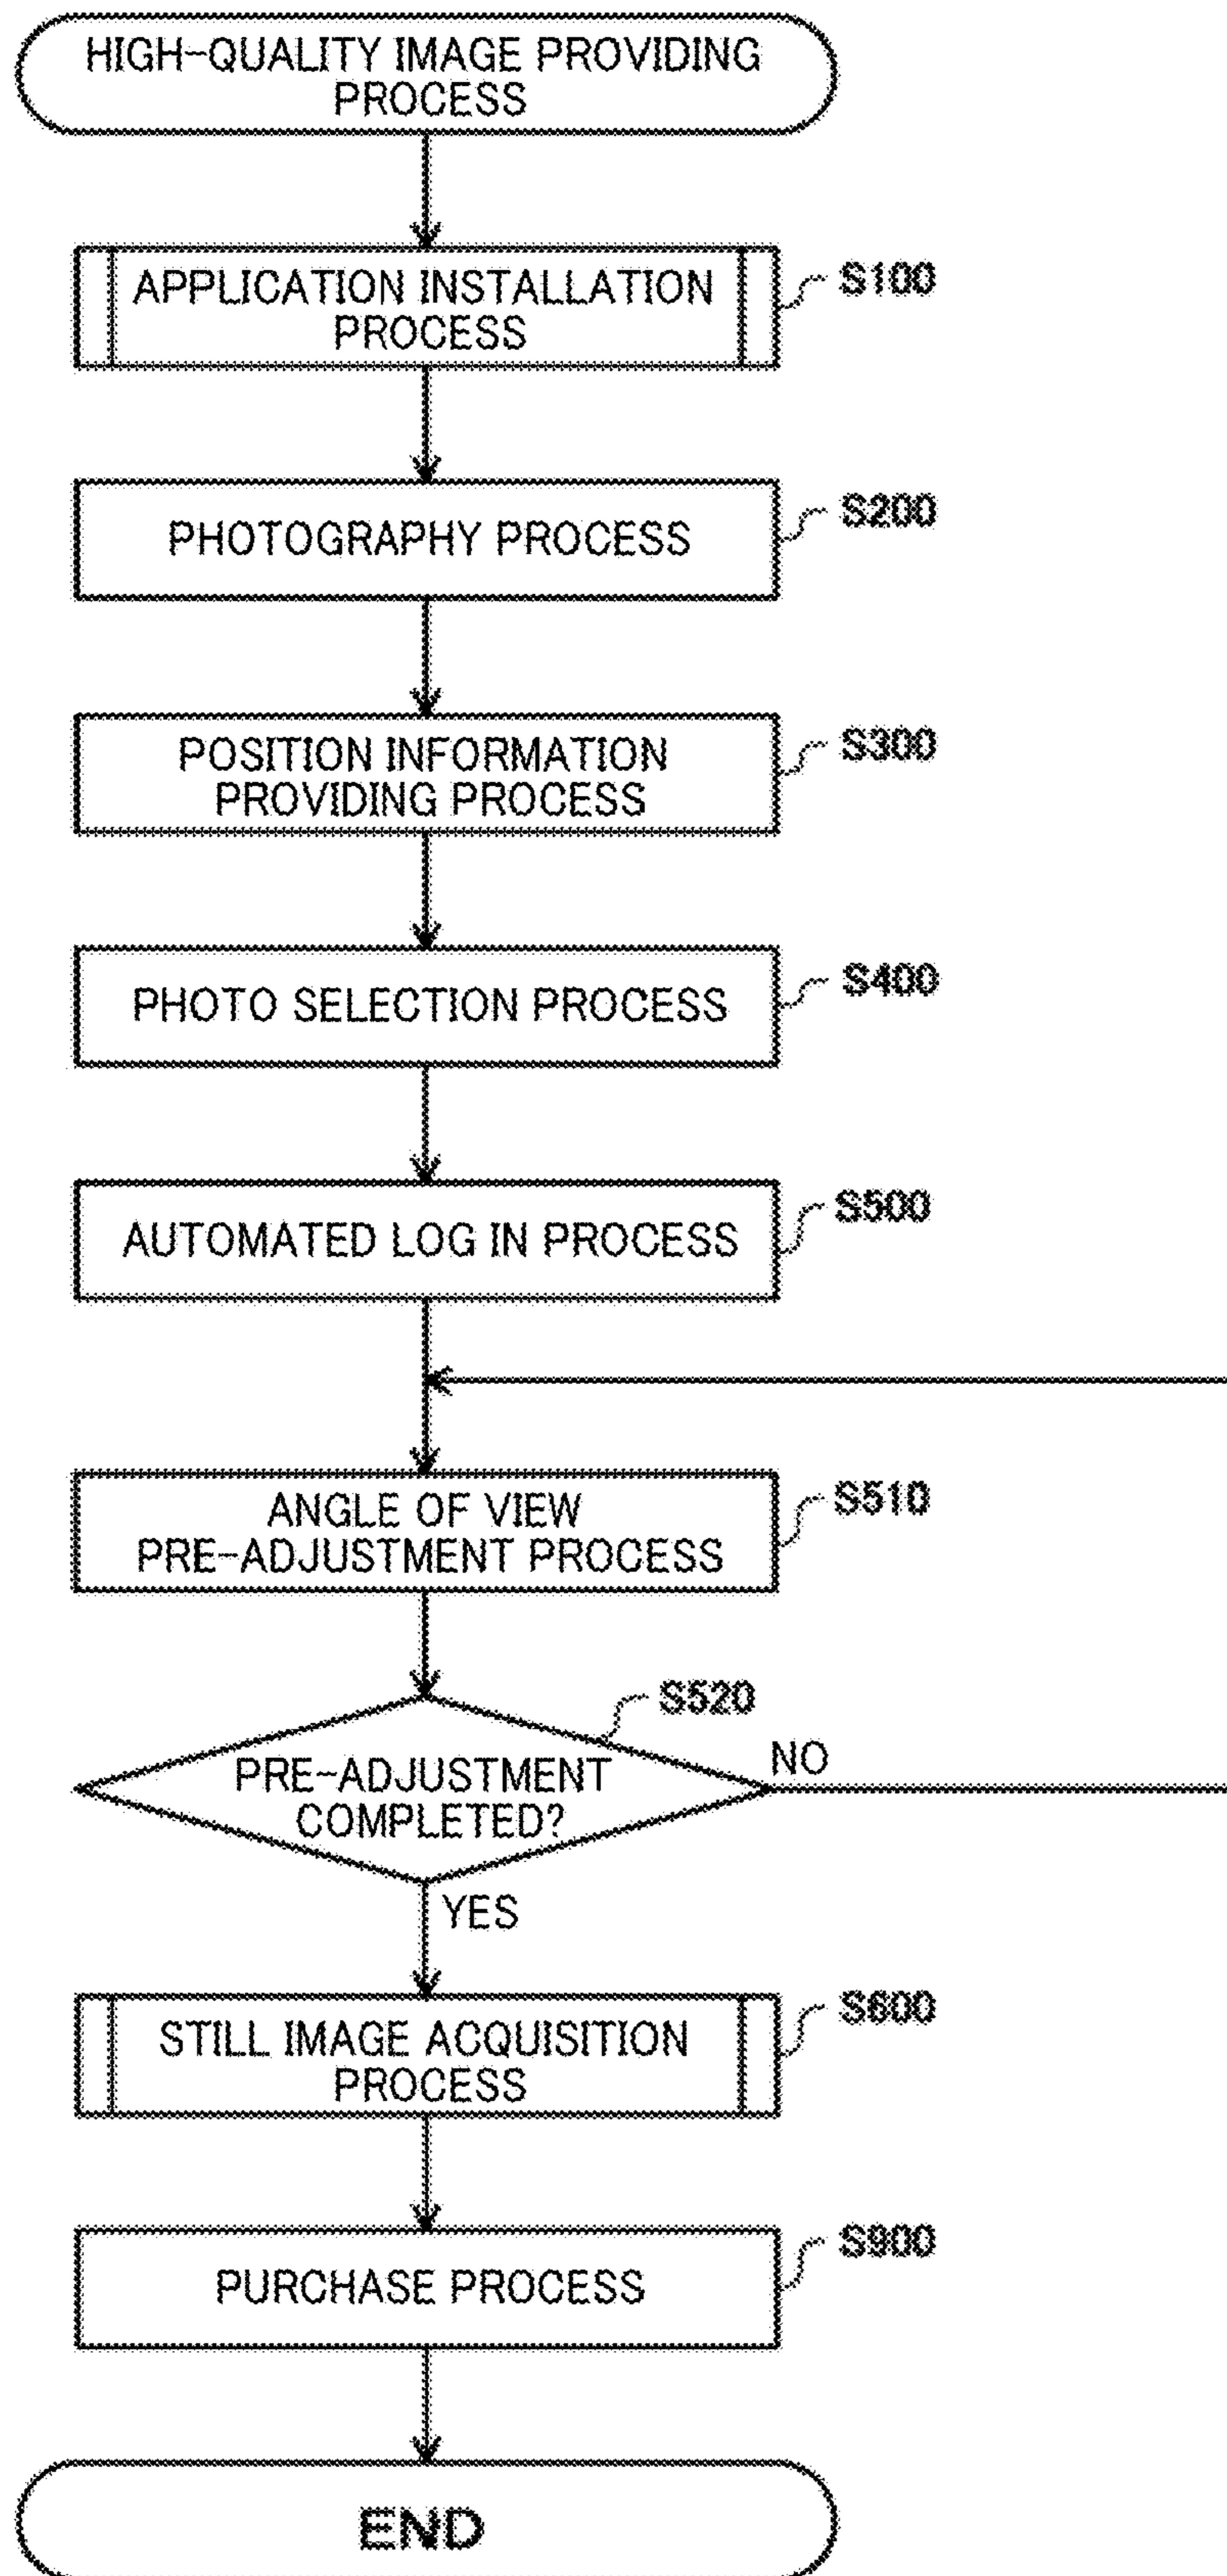 HIGH-QUALITY IMAGE PROVIDING
PROCESS
APPLICATION INSTALLATION
PROCESS
S100
PHOTOGRAPHY PROCESS
S200
POSITION INFORMATION
PROVIDING PROCESS
S300
PHOTO SELECTION PROCESS
S400
AUTOMATED LOG IN PROCESS
S500
ANGLE OF VIEW
PRE-ADJUSTMENT PROCESS
S510
S520
PRE-ADJUSTMENT
COMPLETED?
NO
YES
STILL IMAGE ACQUISITION
PROCESS
S600
PURCHASE PROCESS
S900
END